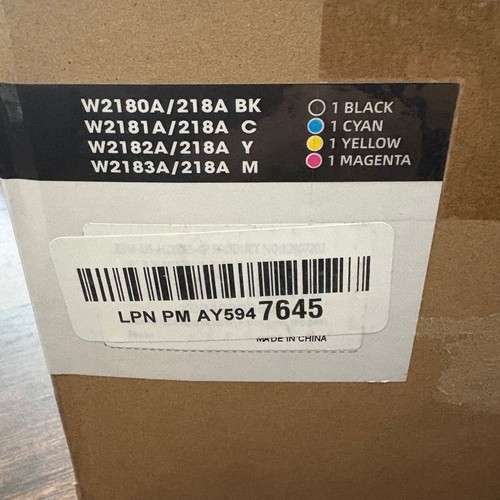 W2180A/218A BK
W2181A/218A C
W2182A/218A Y
W2183A/218A M
1 BLACK
1 CYAN
1 YELLOW
1 MAGENTA
PRODUCT
LPN PM AY594 7645
MADE IN CHINA